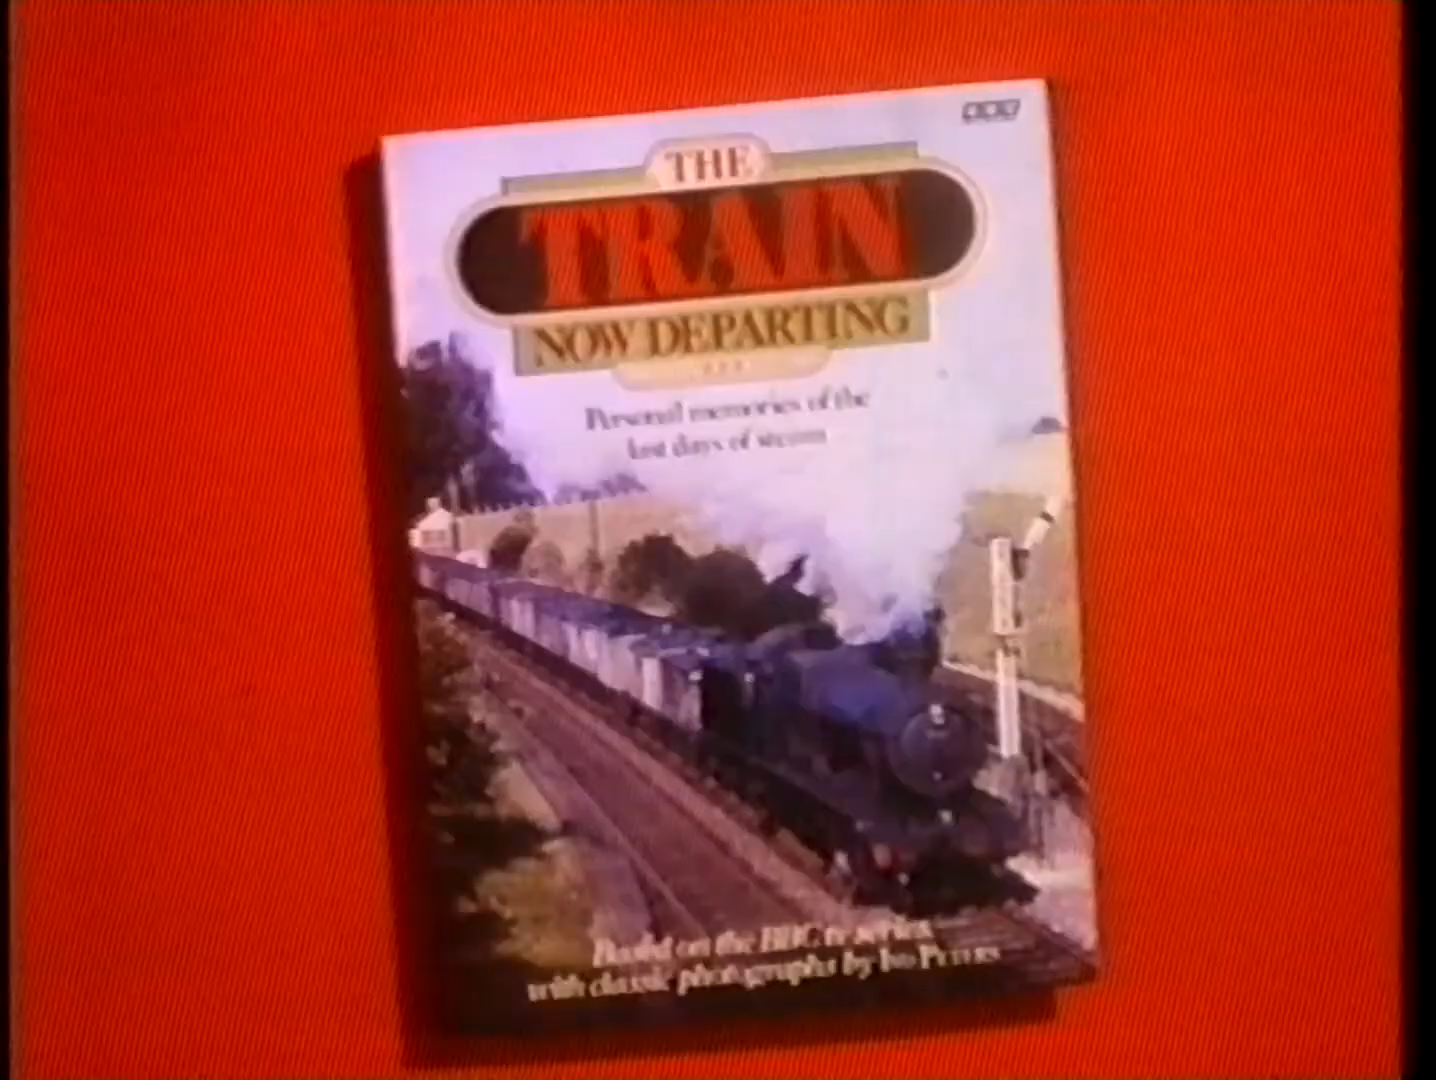 BBC
THE
TRAIN
NOW DEPARTING
Personal memories of the
last days of steam
Based on the BBC tv series
with classic photographs by Ivo Peters